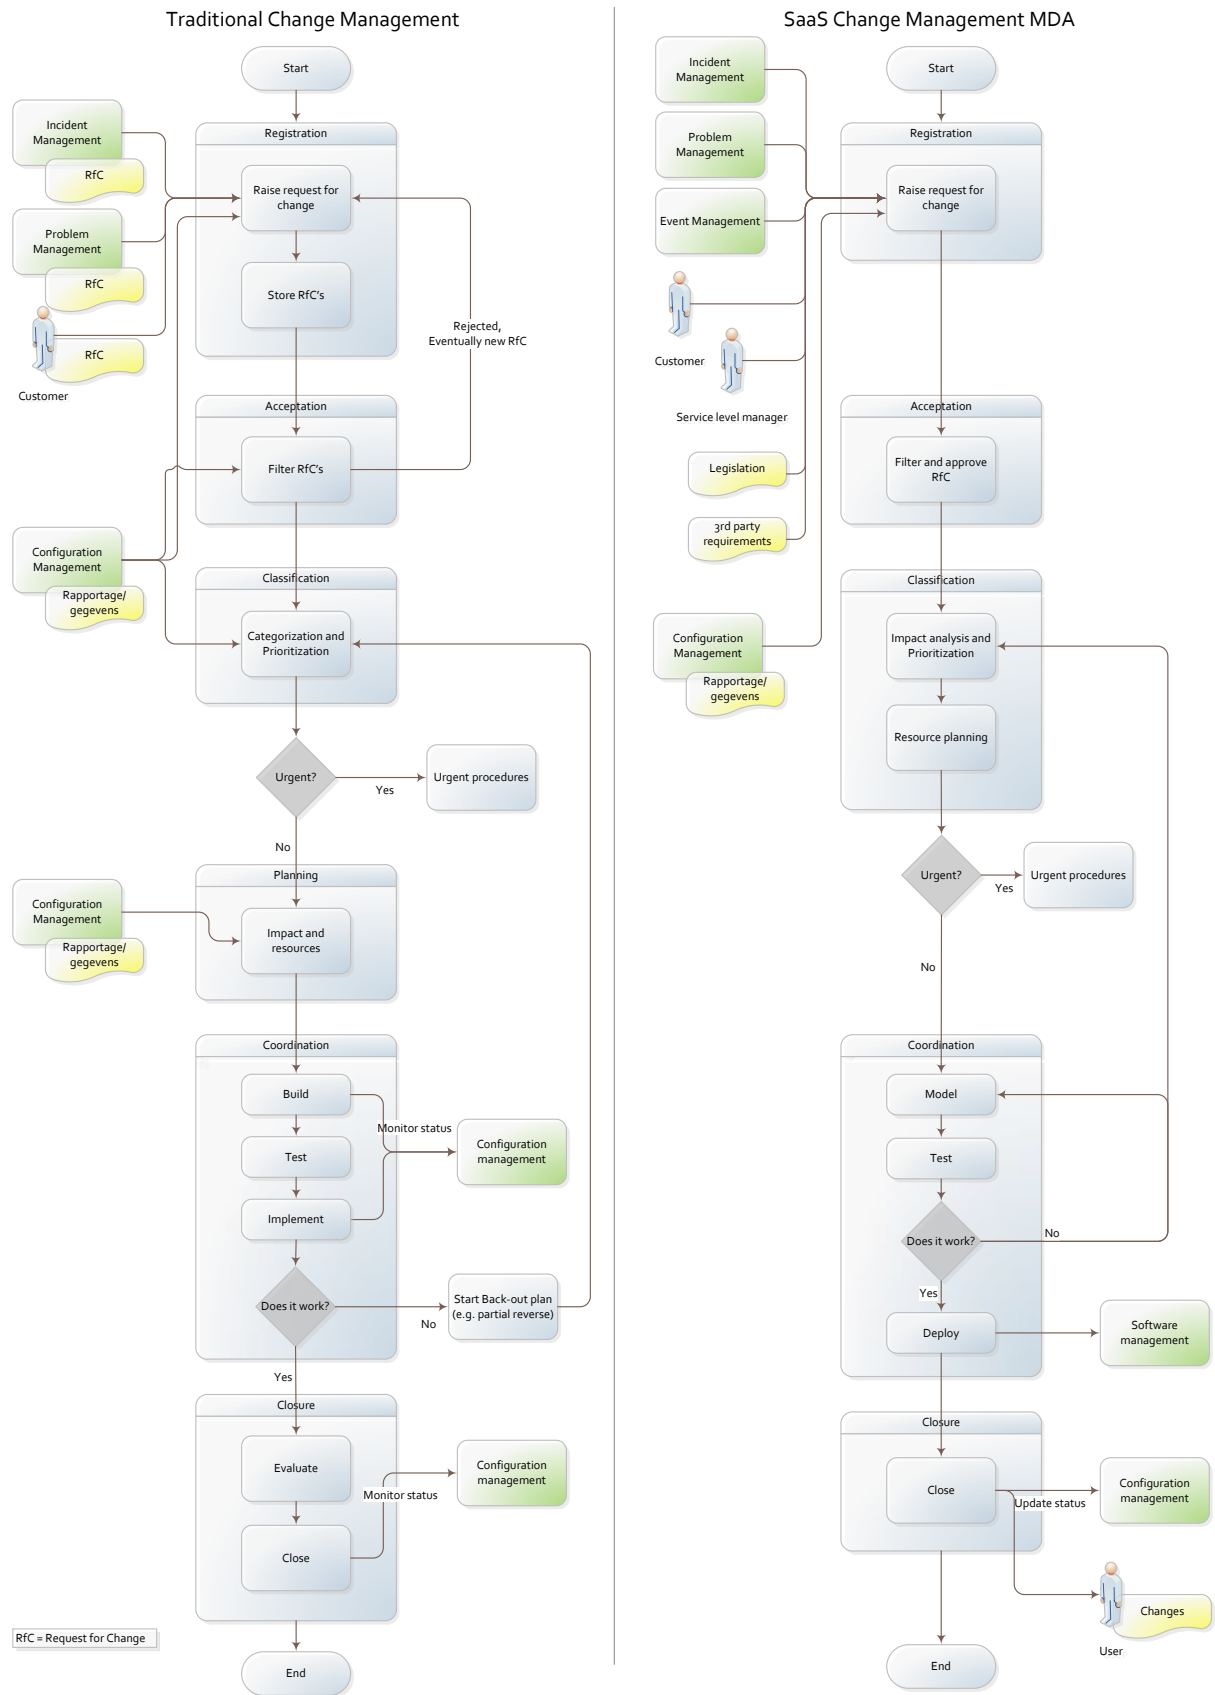 Traditional Change Management
Start
Incident
Management
RfC
Problem
Management
RfC
RfC
Customer
Registration
Raise request for
change
Store RfC's
Rejected,
Eventually new RfC
Acceptation
Filter RfC's
Configuration
Management
Rapportage/
gegevens
Classification
Categorization and
Prioritization
Urgent?
Yes
Urgent procedures
No
Planning
Configuration
Management
Rapportage/
gegevens
Impact and
resources
Coordination
Build
Monitor status
Configuration
management
Test
Implement
Does it work?
No
Start Back-out plan
(e.g. partial reverse)
Yes
Closure
Evaluate
Configuration
management
Monitor status
Close
RfC = Request for Change
End
SaaS Change Management MDA
Incident
Management
Start
Problem
Management
Registration
Event Management
Raise request for
change
Customer
Service level manager
Acceptation
Legislation
Filter and approve
RfC
3rd party
requirements
Classification
Configuration
Management
Rapportage/
gegevens
Impact analysis and
Prioritization
Resource planning
Urgent?
Yes
Urgent procedures
No
Coordination
Model
Test
Does it work?
No
Yes
Deploy
Software
management
Closure
Close
Update status
Configuration
management
Changes
User
End